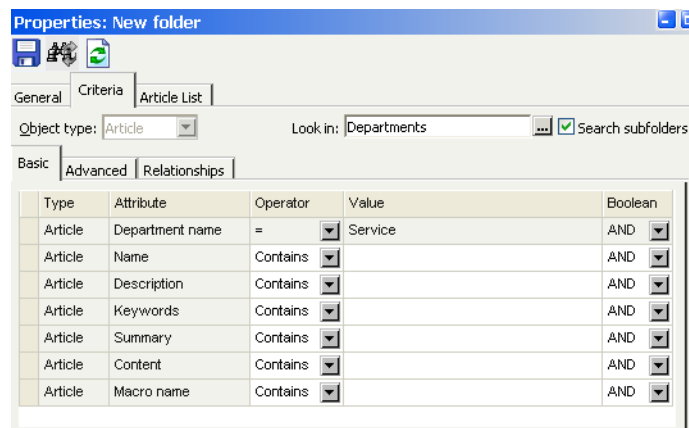 Properties: New folder
General Criteria Article List
Object type: Article Look in: Departments ... Search subfolders
Basic Advanced Relationships
Type Attribute Operator Value Boolean
Article Department name = Service AND
Article Name Contains AND
Article Description Contains AND
Article Keywords Contains AND
Article Summary Contains AND
Article Content Contains AND
Article Macro name Contains AND